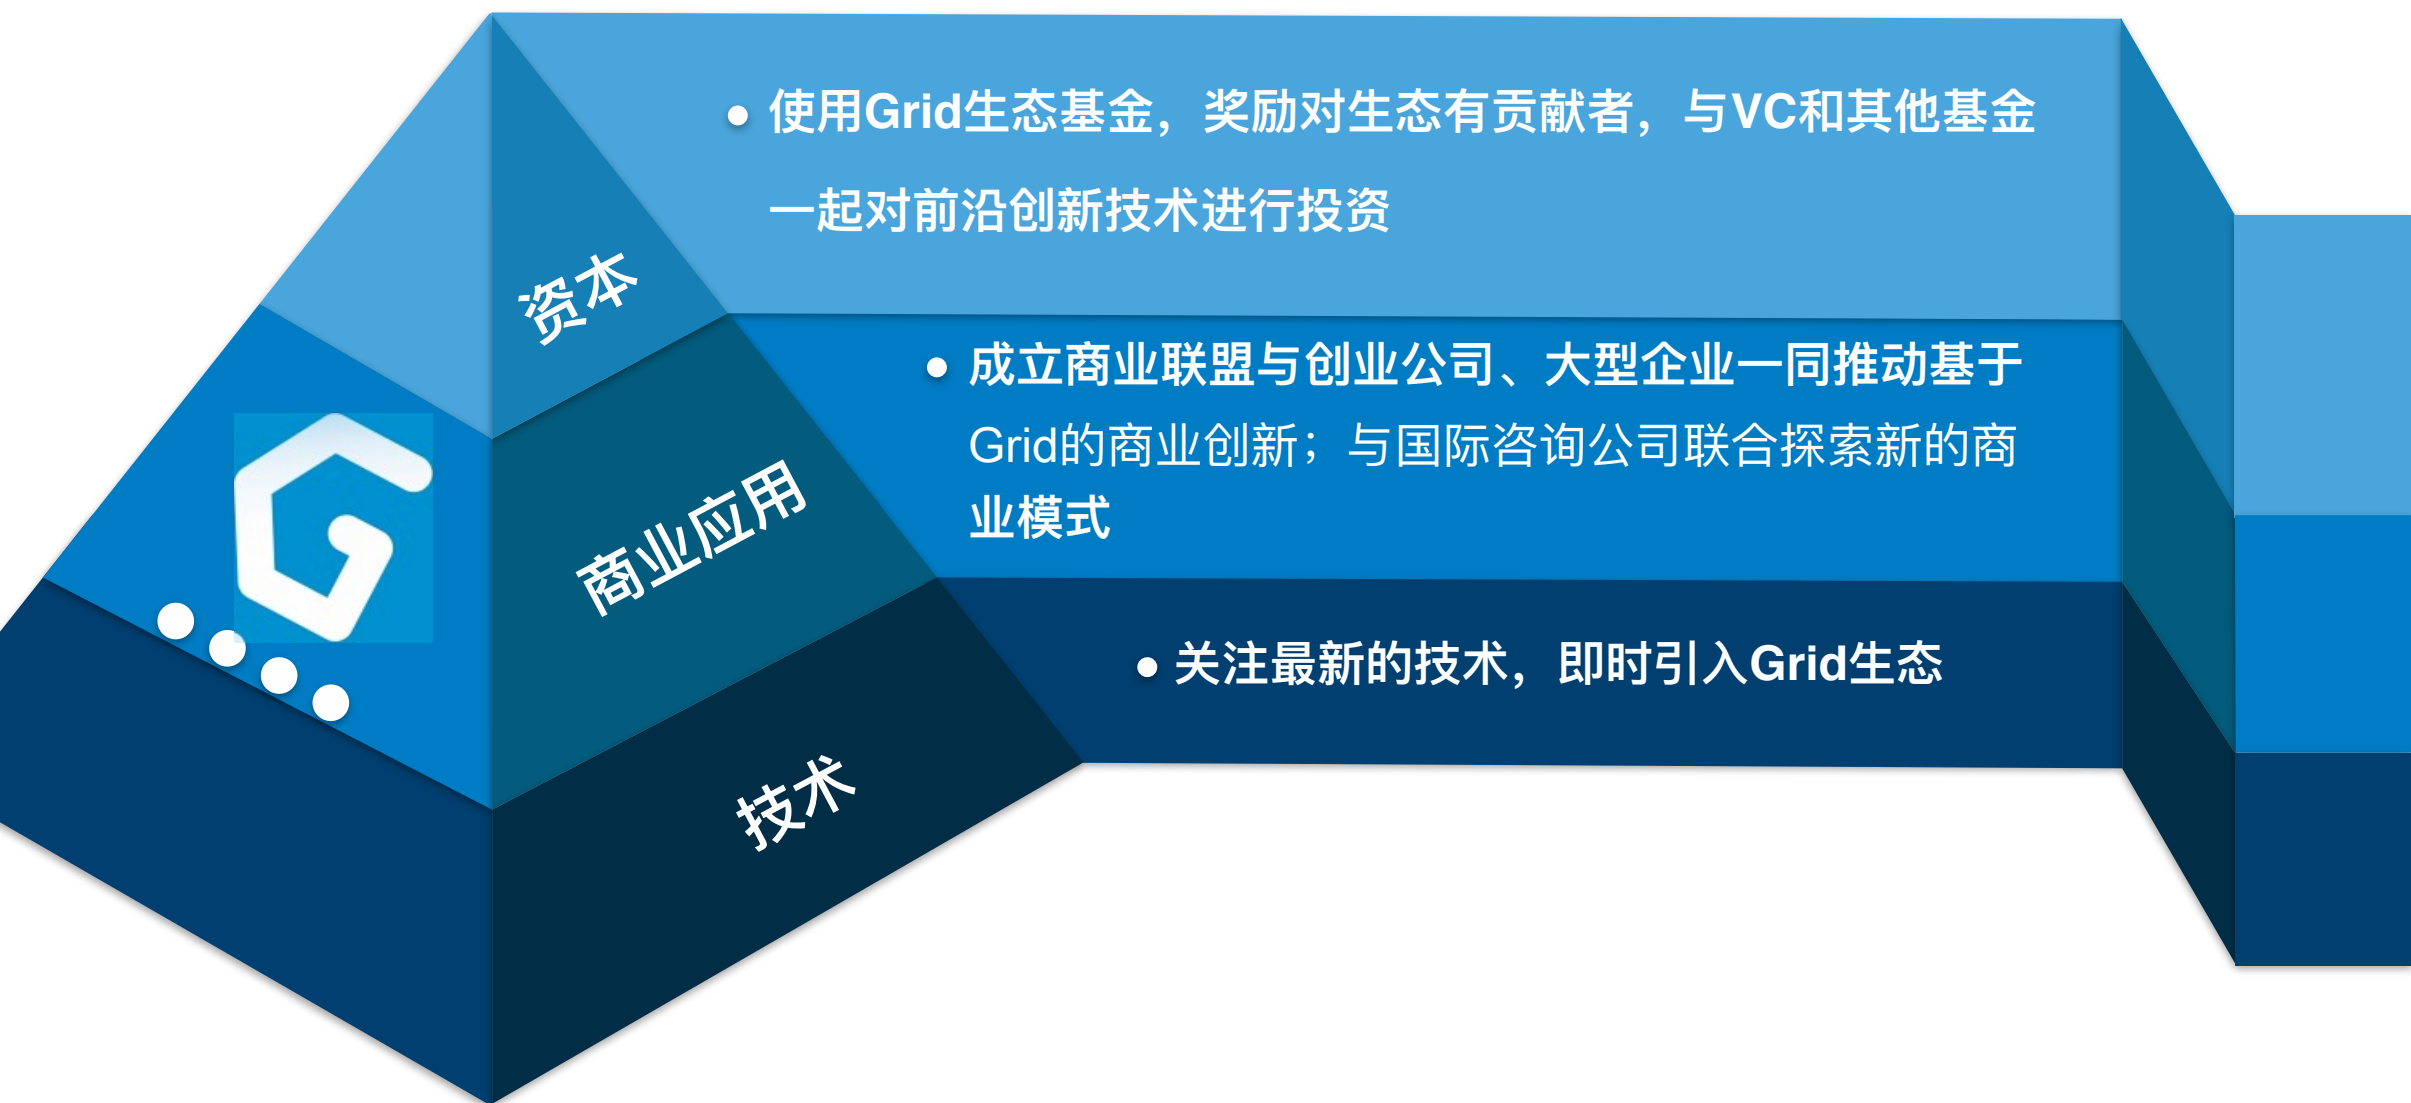 使用Grid生态基金，奖励对生态有贡献者，与VC和其他基金
一起对前沿创新技术进行投资
资本
成立商业联盟与创业公司、大型企业一同推动基于
Grid的商业创新；与国际咨询公司联合探索新的商
业模式
商业应用
关注最新的技术，即时引入Grid生态
技术